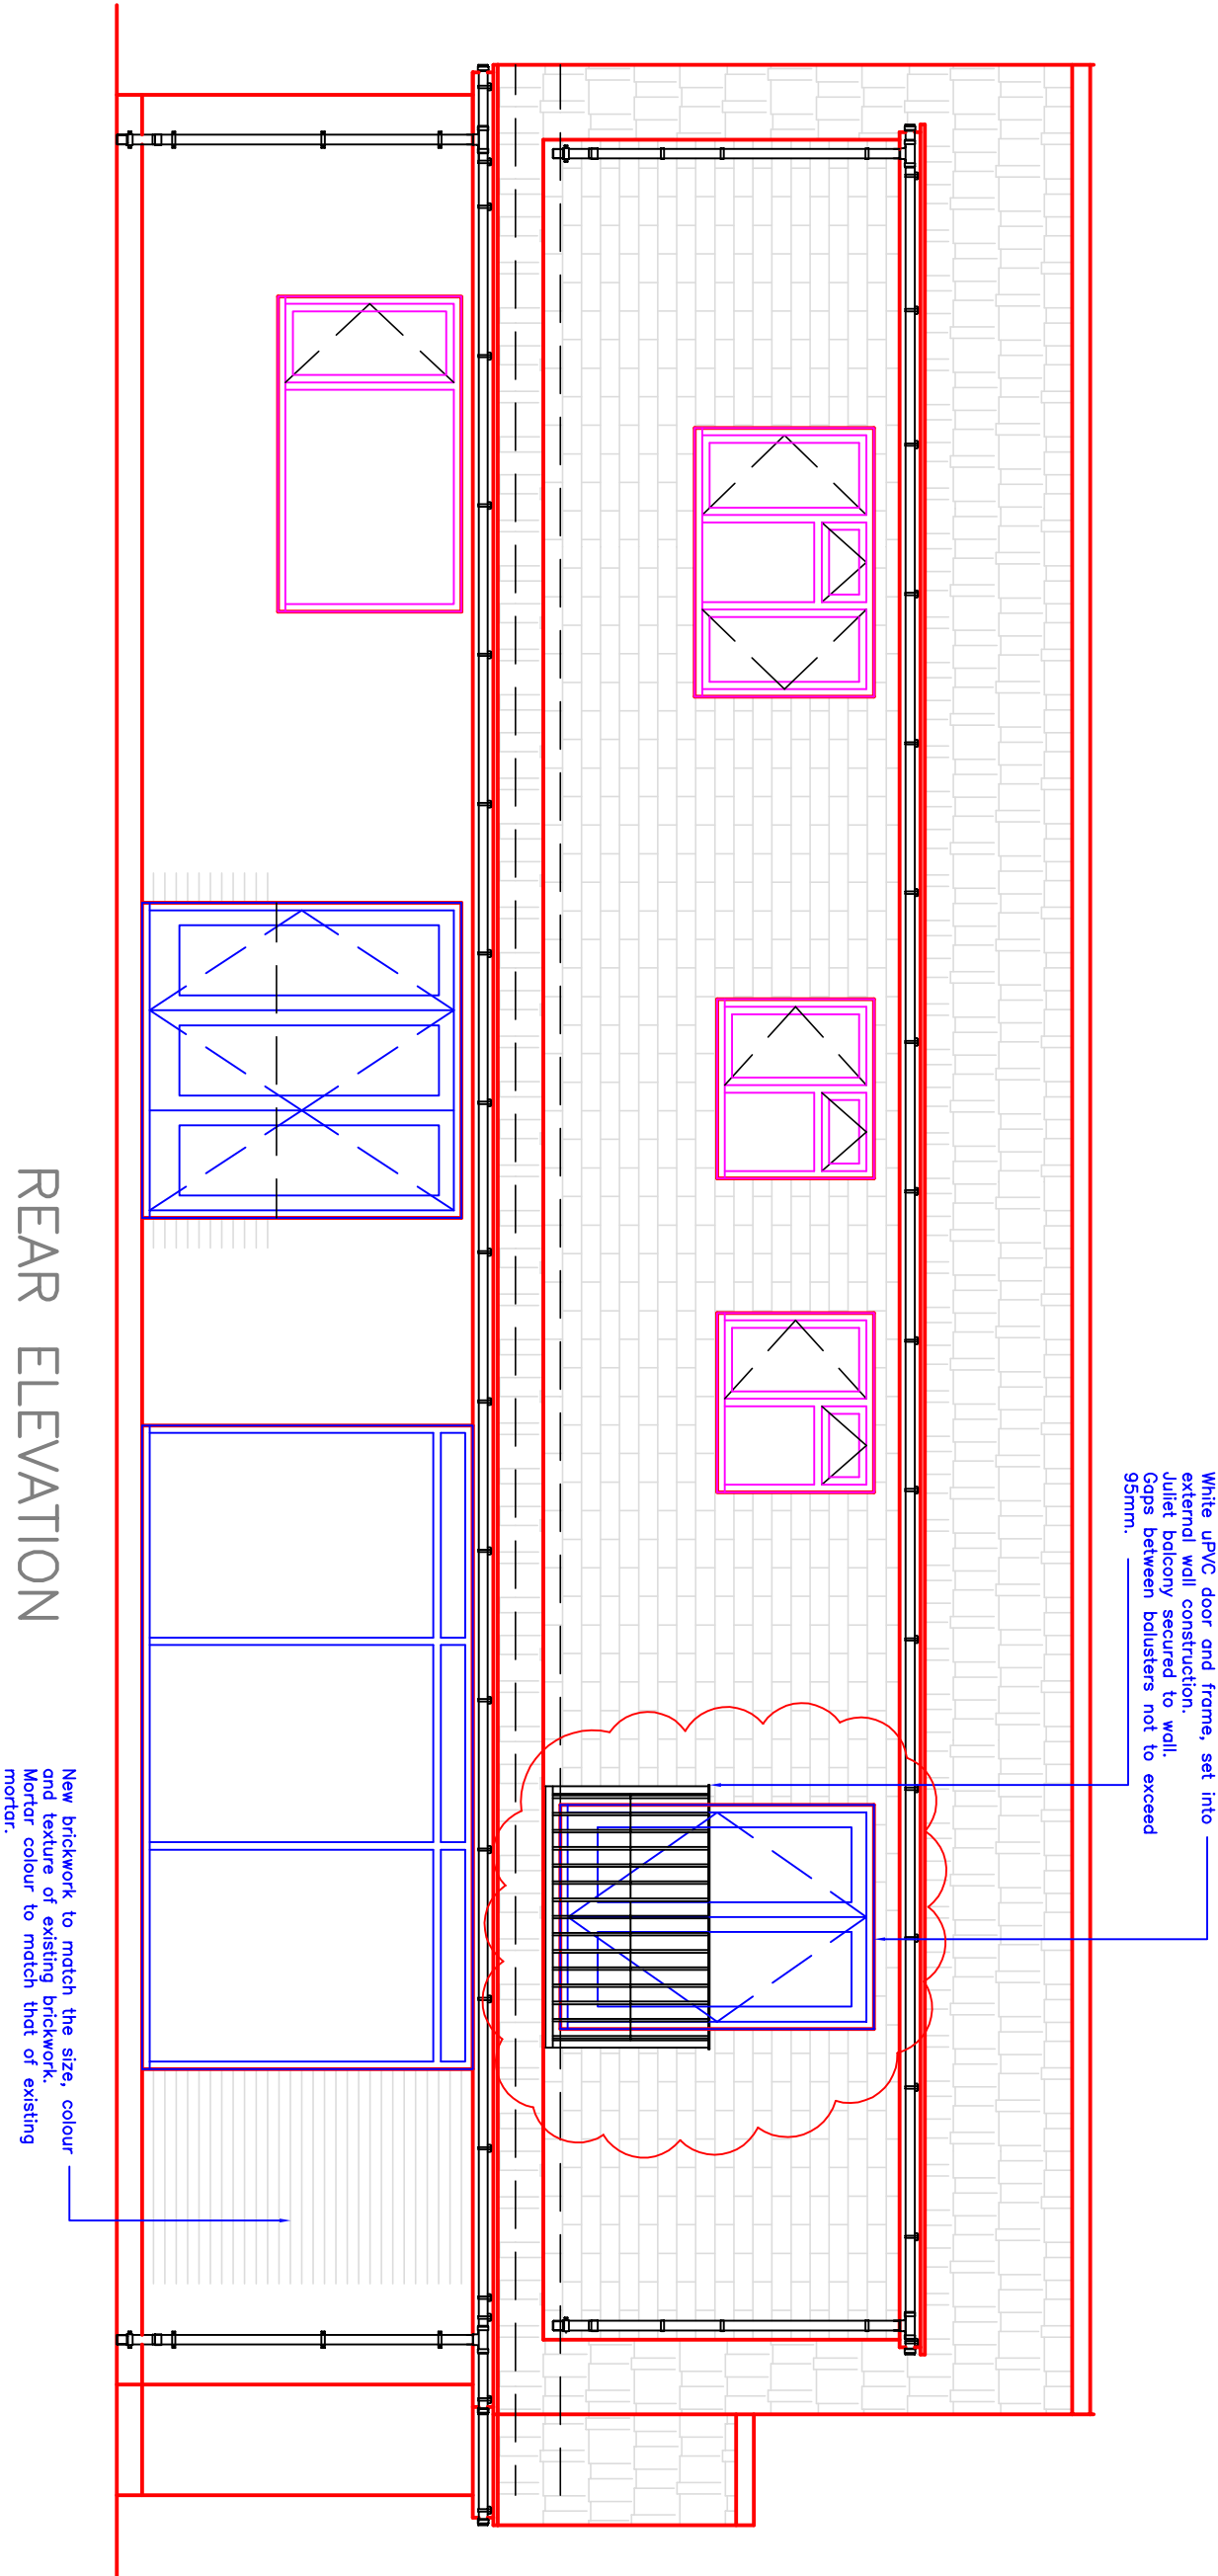 White uPVC door and frame, set into
external wall construction.
Juliet balcony secured to wall.
Gaps between balusters not to exceed
95mm.
New brickwork to match the size, colour
and texture of existing brickwork.
Mortar colour to match that of existing
mortar.
REAR ELEVATION